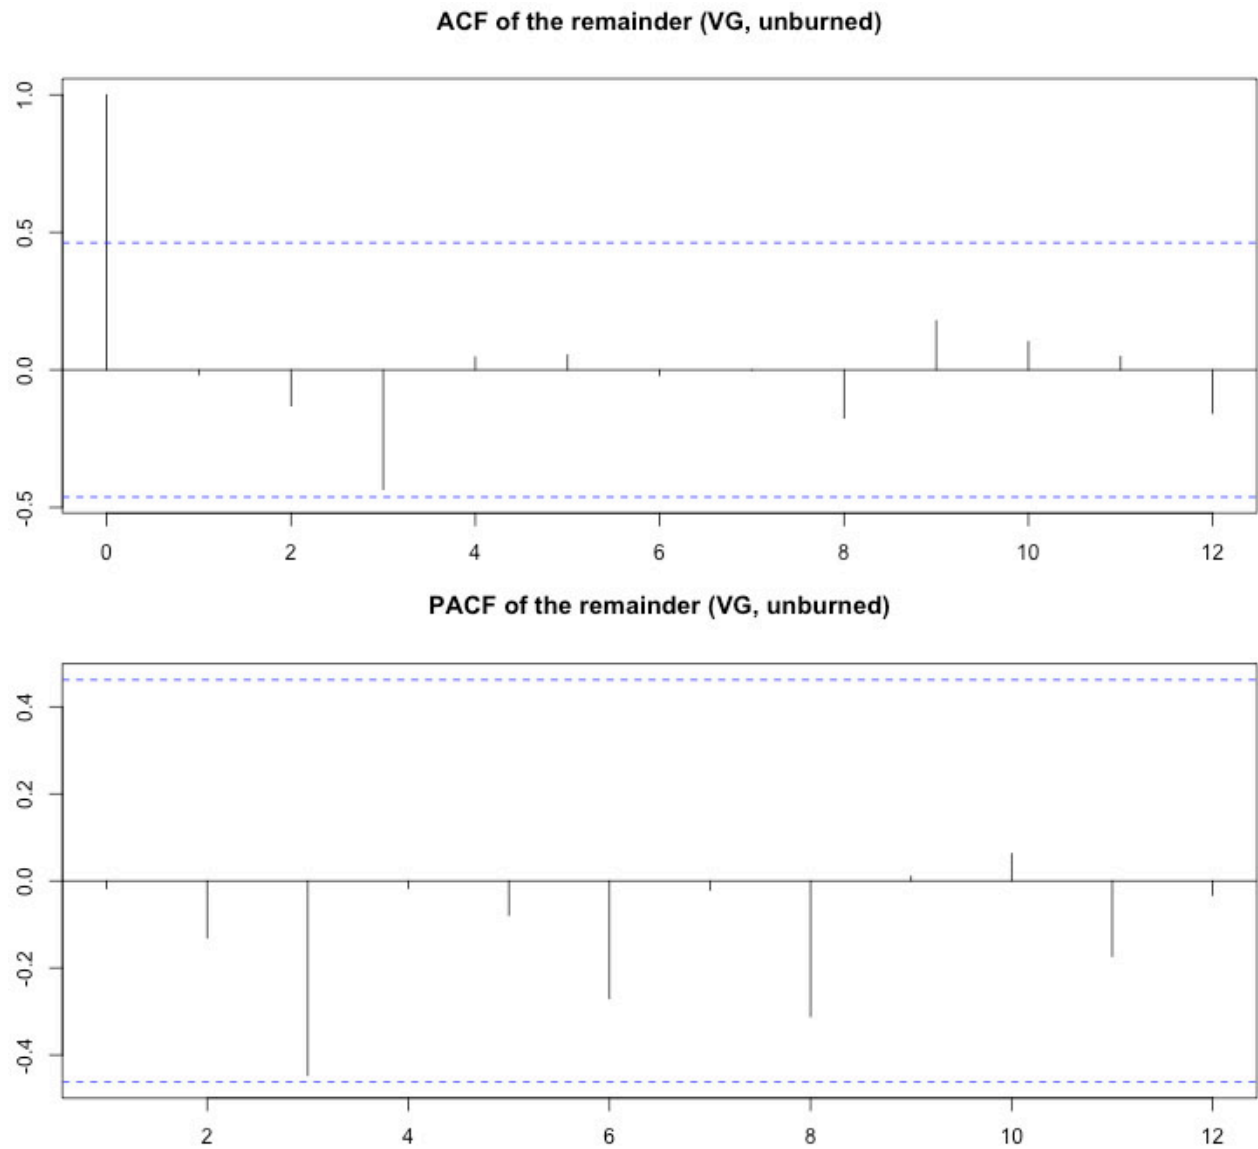 ACF of the remainder (VG, unburned)
1.0
0.5
0.0
-0.5
0 2 4 6 8 10 12
PACF of the remainder (VG, unburned)
0.4
0.2
0.0
-0.2
-0.4
2 4 6 8 10 12